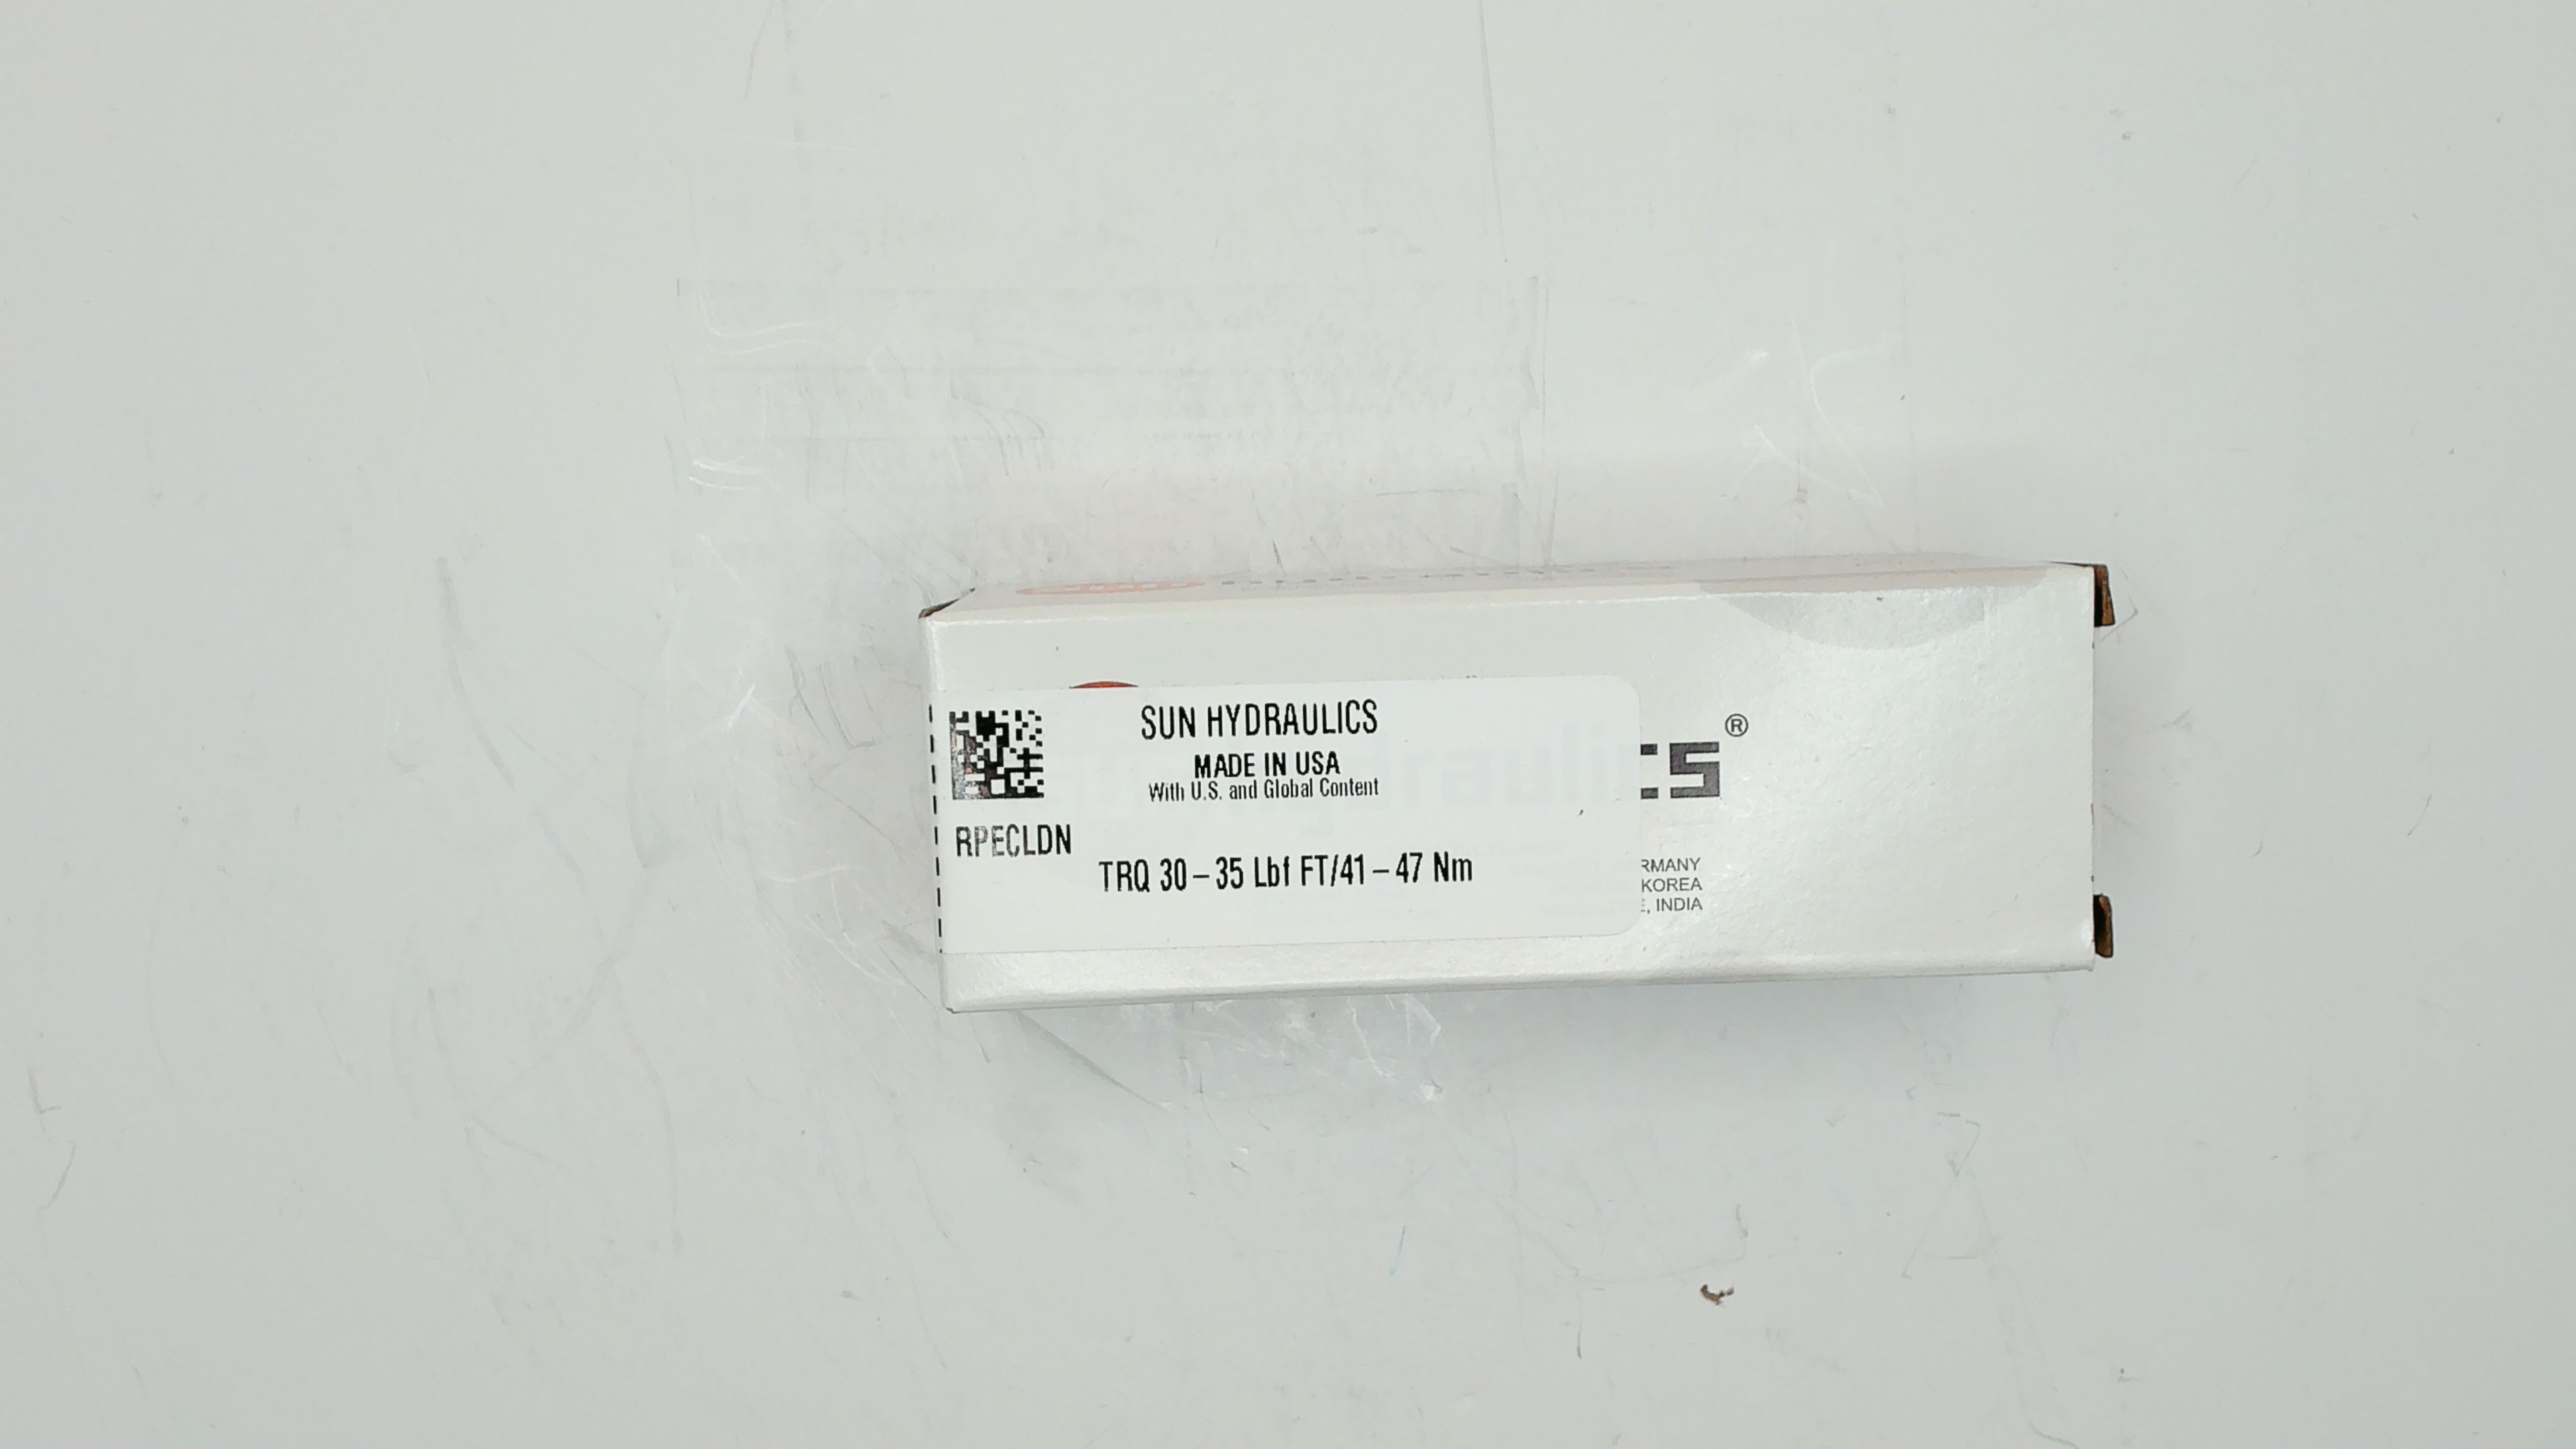 SUN HYDRAULICS
MADE IN USA
With U.S. and Global Content
RPECLDN
TRQ 30–35 Lbf FT/41–47 Nm
cs®
RMANY
KOREA
E, INDIA